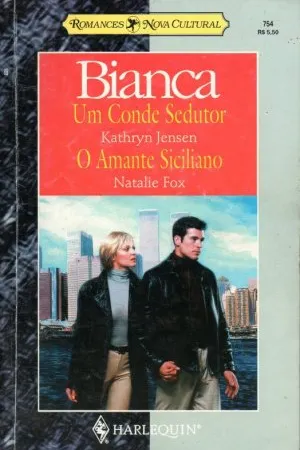 ROMANCES NOVA CULTURAL
754
R$ 5,50
Bianca
Um Conde Sedutor
Kathryn Jensen
O Amante Siciliano
Natalie Fox
HARLEQUIN®